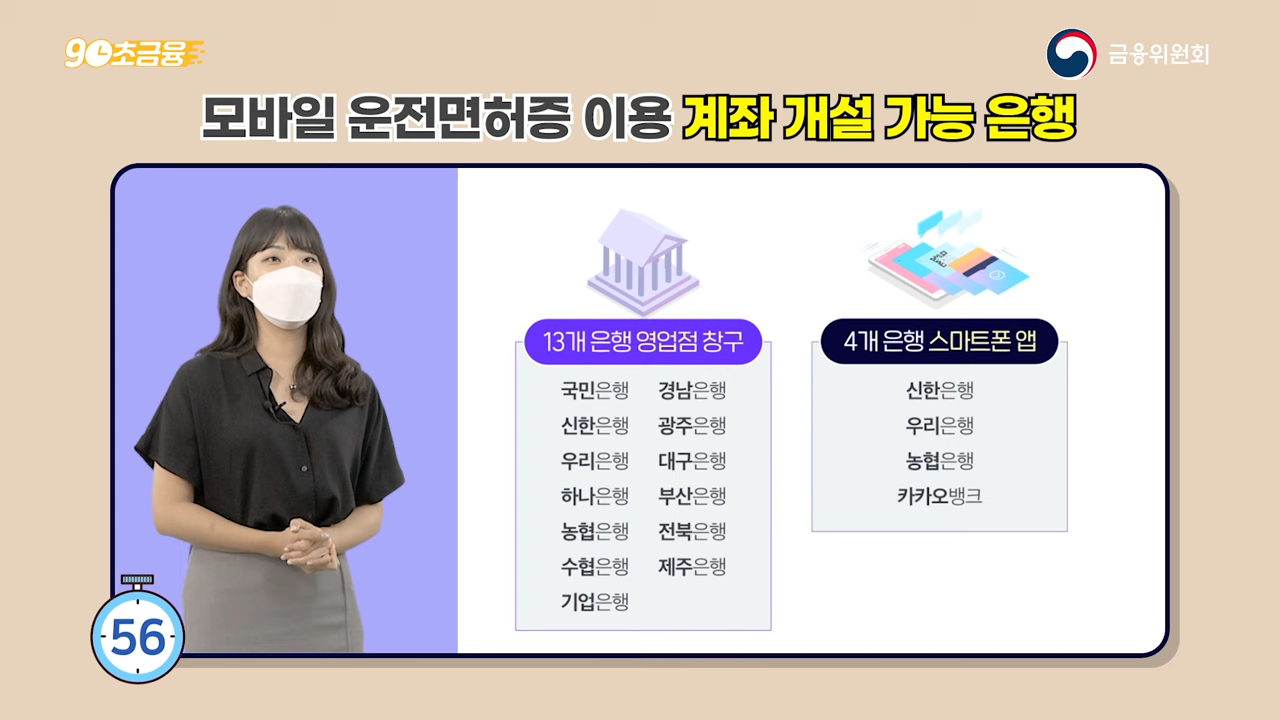 90초금융
금융위원회
모바일 운전면허증 이용 계좌 개설 가능 은행
13개 은행 영업점 창구
국민은행 경남은행
신한은행 광주은행
우리은행 대구은행
하나은행 부산은행
농협은행 전북은행
수협은행 제주은행
기업은행
4개 은행 스마트폰 앱
신한은행
우리은행
농협은행
카카오뱅크
56